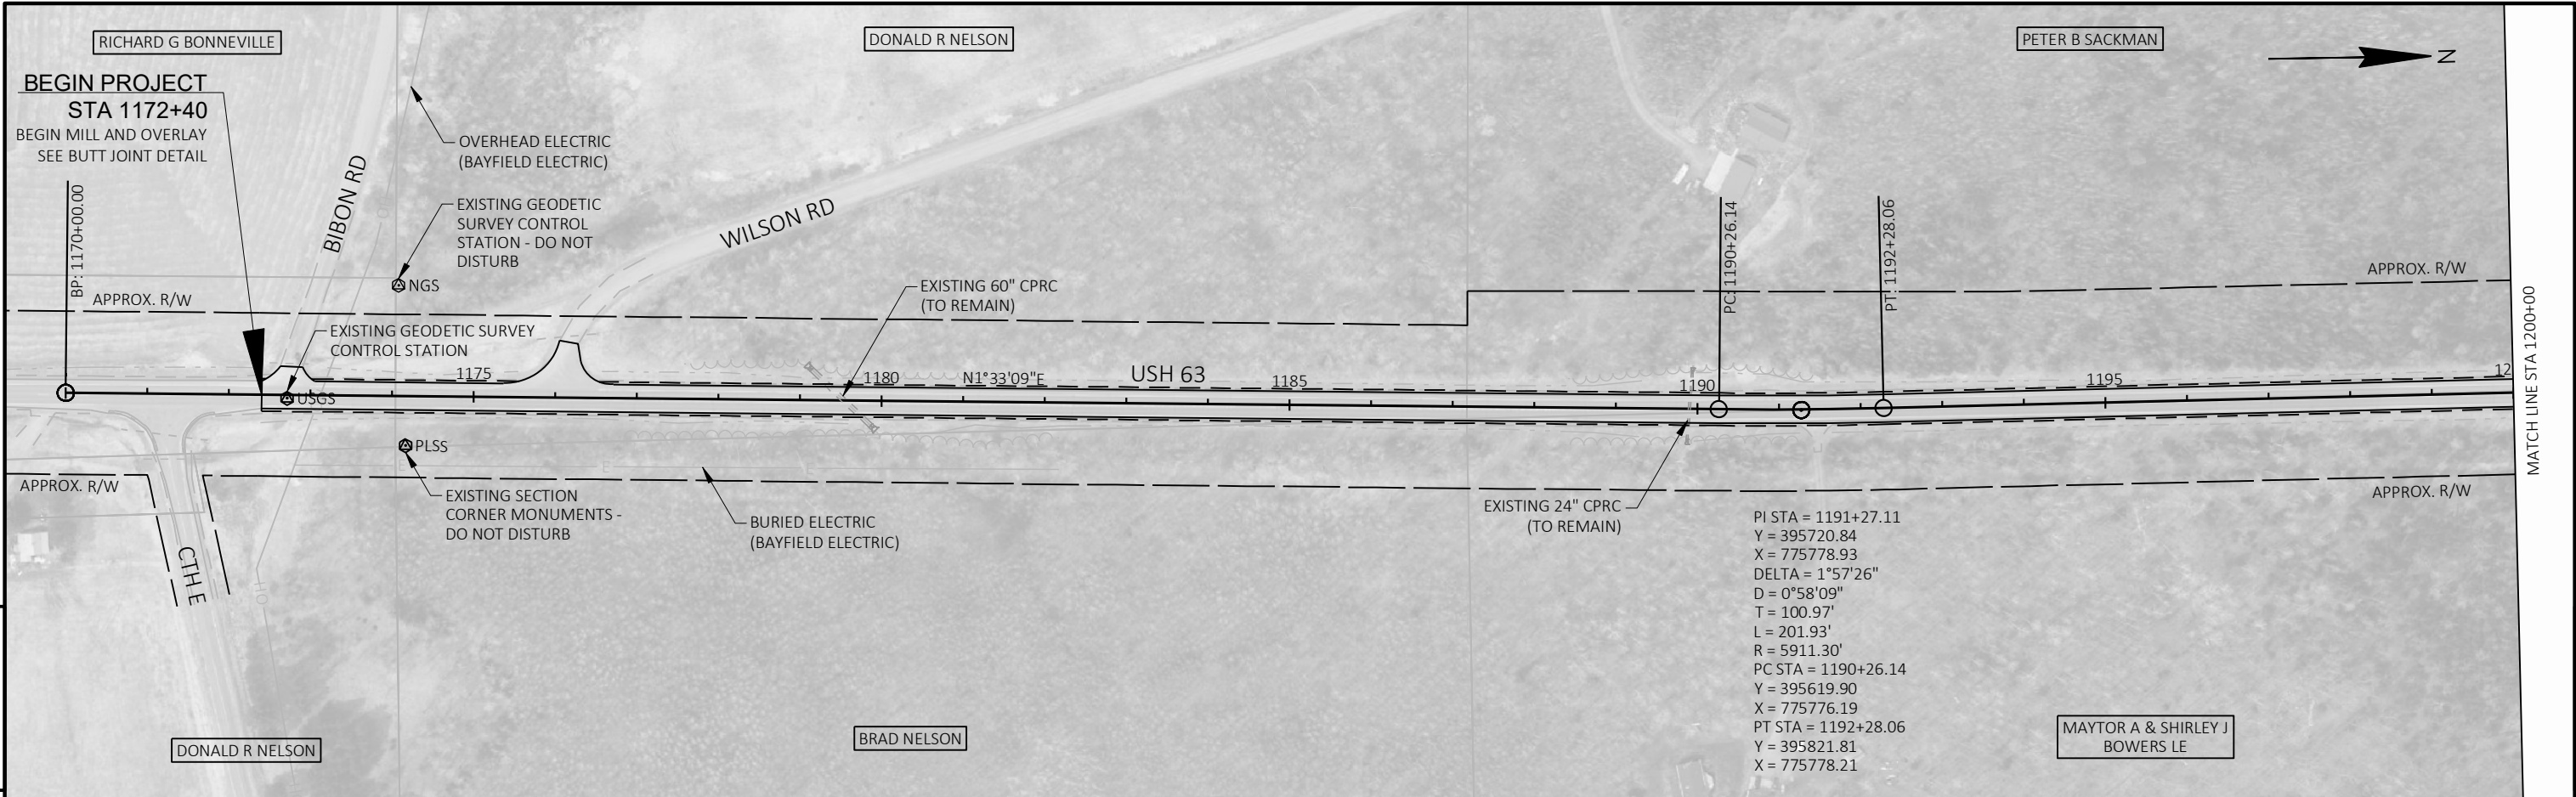 RICHARD G BONNEVILLE
DONALD R NELSON
PETER B SACKMAN
N
BEGIN PROJECT
STA 1172+40
BEGIN MILL AND OVERLAY
SEE BUTT JOINT DETAIL
OVERHEAD ELECTRIC
(BAYFIELD ELECTRIC)
BIBON RD
EXISTING GEODETIC
SURVEY CONTROL
STATION - DO NOT
DISTURB
WILSON RD
BP: 1170+00.00
PC: 1190+26.14
PT: 1192+28.06
NGS
APPROX. R/W
APPROX. R/W
EXISTING 60" CPRC
(TO REMAIN)
EXISTING GEODETIC SURVEY
CONTROL STATION
MATCH LINE STA 1200+00
1175
1180
N1°33'09"E
USH 63
1185
1190
1195
12
USGS
PLSS
APPROX. R/W
APPROX. R/W
EXISTING SECTION
CORNER MONUMENTS -
DO NOT DISTURB
BURIED ELECTRIC
(BAYFIELD ELECTRIC)
EXISTING 24" CPRC
(TO REMAIN)
CTH E
OH
PI STA = 1191+27.11
Y = 395720.84
X = 775778.93
DELTA = 1°57'26"
D = 0°58'09"
T = 100.97'
L = 201.93'
R = 5911.30'
PC STA = 1190+26.14
Y = 395619.90
X = 775776.19
PT STA = 1192+28.06
Y = 395821.81
X = 775778.21
DONALD R NELSON
BRAD NELSON
MAYTOR A & SHIRLEY J
BOWERS LE